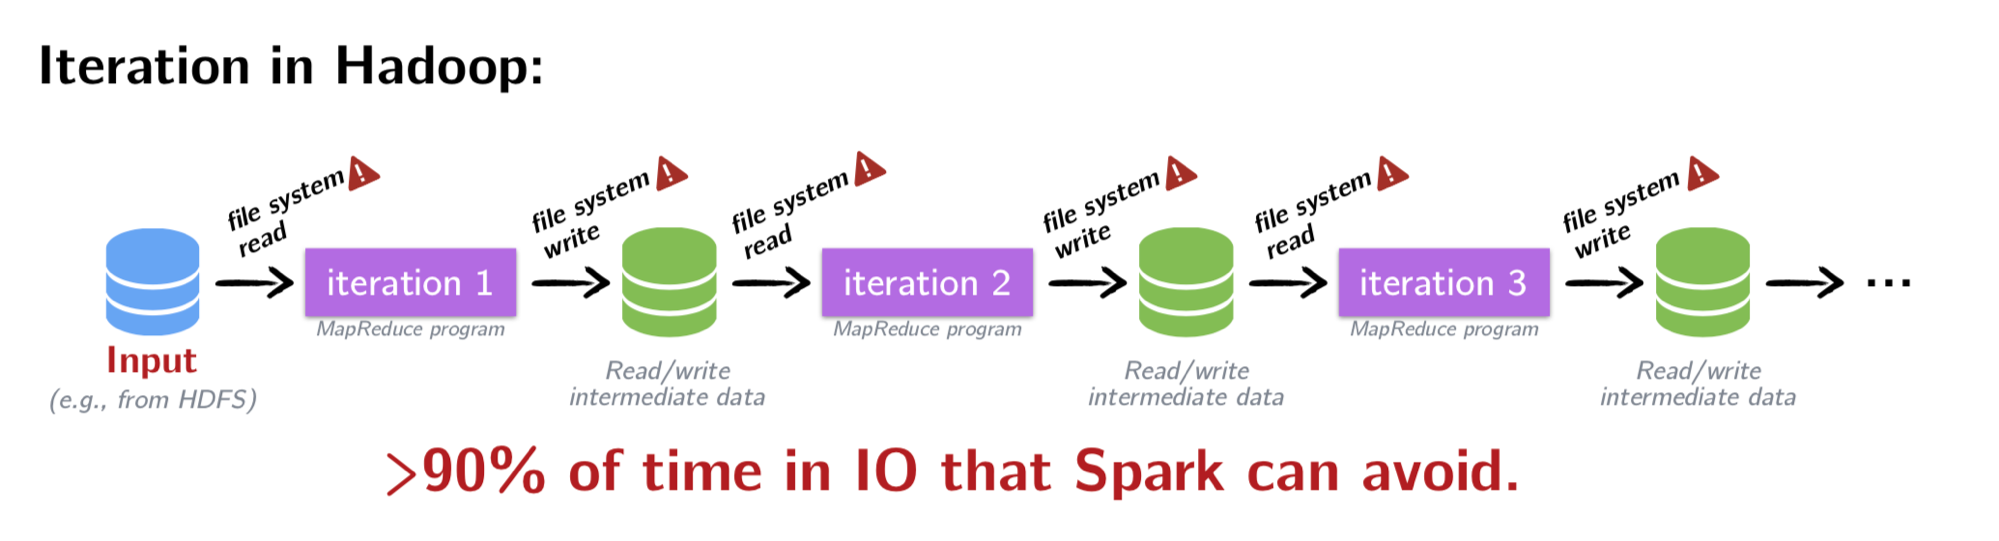 Iteration in Hadoop:
file system
read
file system
write
file system
read
file system
write
file system
read
file system
write
iteration 1
iteration 2
iteration 3
...
MapReduce program
MapReduce program
MapReduce program
Input
(e.g., from HDFS)
Read/write
intermediate data
Read/write
intermediate data
Read/write
intermediate data
>90% of time in IO that Spark can avoid.